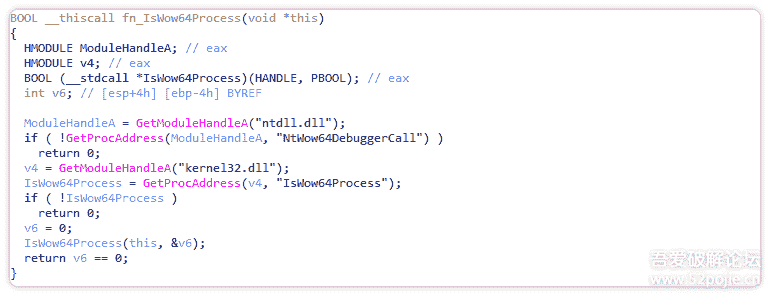 BOOL __thiscall fn_IsWow64Process(void *this)
{
  HMODULE ModuleHandleA; // eax
  HMODULE v4; // eax
  BOOL (__stdcall *IsWow64Process)(HANDLE, PBOOL); // eax
  int v6; // [esp+4h] [ebp-4h] BYREF

  ModuleHandleA = GetModuleHandleA("ntdll.dll");
  if ( !GetProcAddress(ModuleHandleA, "NtWow64DebuggerCall") )
    return 0;
  v4 = GetModuleHandleA("kernel32.dll");
  IsWow64Process = GetProcAddress(v4, "IsWow64Process");
  if ( !IsWow64Process )
    return 0;
  v6 = 0;
  IsWow64Process(this, &v6);
  return v6 == 0;
}
吾爱破解论坛
www.52pojie.cn